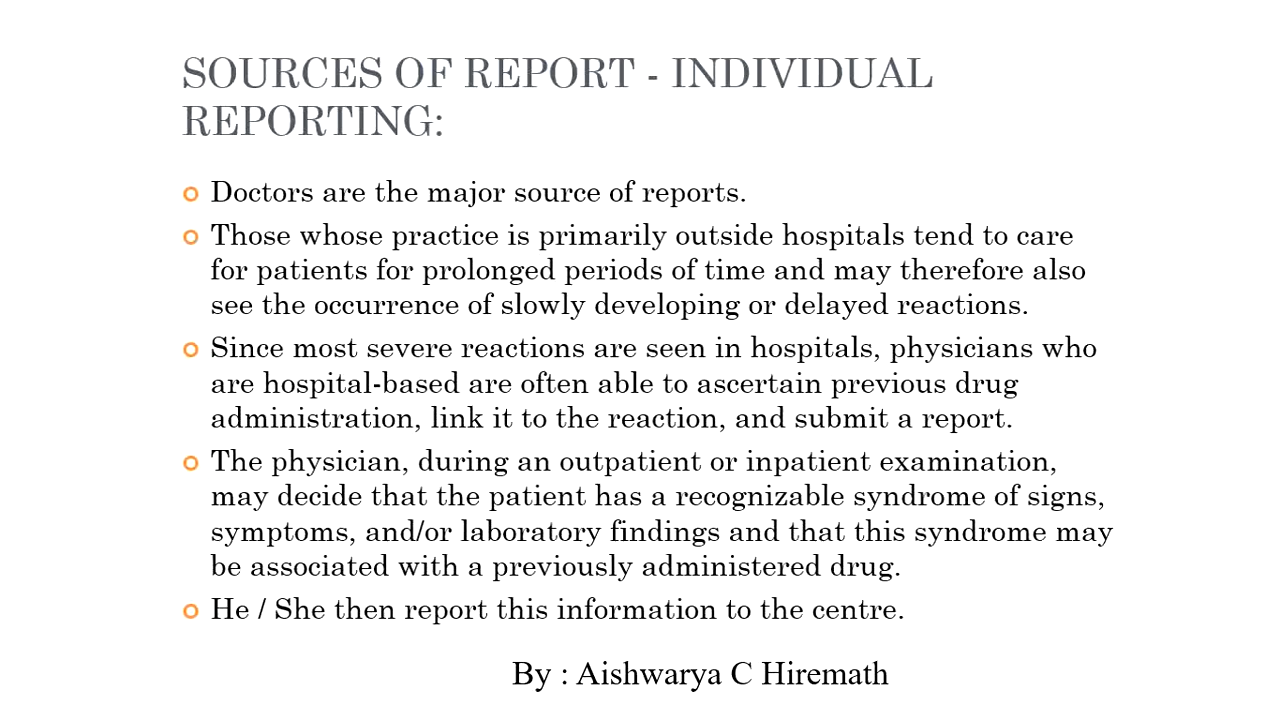 SOURCES OF REPORT - INDIVIDUAL
REPORTING:
Doctors are the major source of reports.
Those whose practice is primarily outside hospitals tend to care
for patients for prolonged periods of time and may therefore also
see the occurrence of slowly developing or delayed reactions.
Since most severe reactions are seen in hospitals, physicians who
are hospital-based are often able to ascertain previous drug
administration, link it to the reaction, and submit a report.
The physician, during an outpatient or inpatient examination,
may decide that the patient has a recognizable syndrome of signs,
symptoms, and/or laboratory findings and that this syndrome may
be associated with a previously administered drug.
He / She then report this information to the centre.
By : Aishwarya C Hiremath